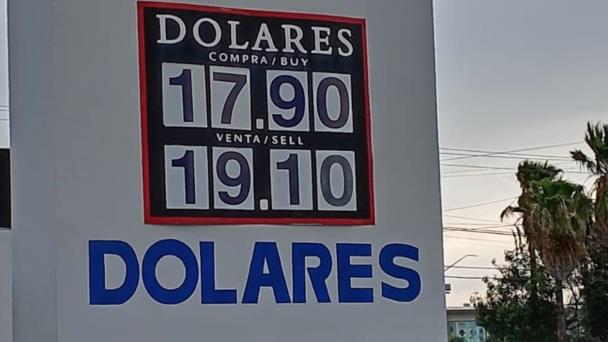 DOLARES
COMPRA/BUY
17.90
VENTA/SELL
19.10
DOLARES